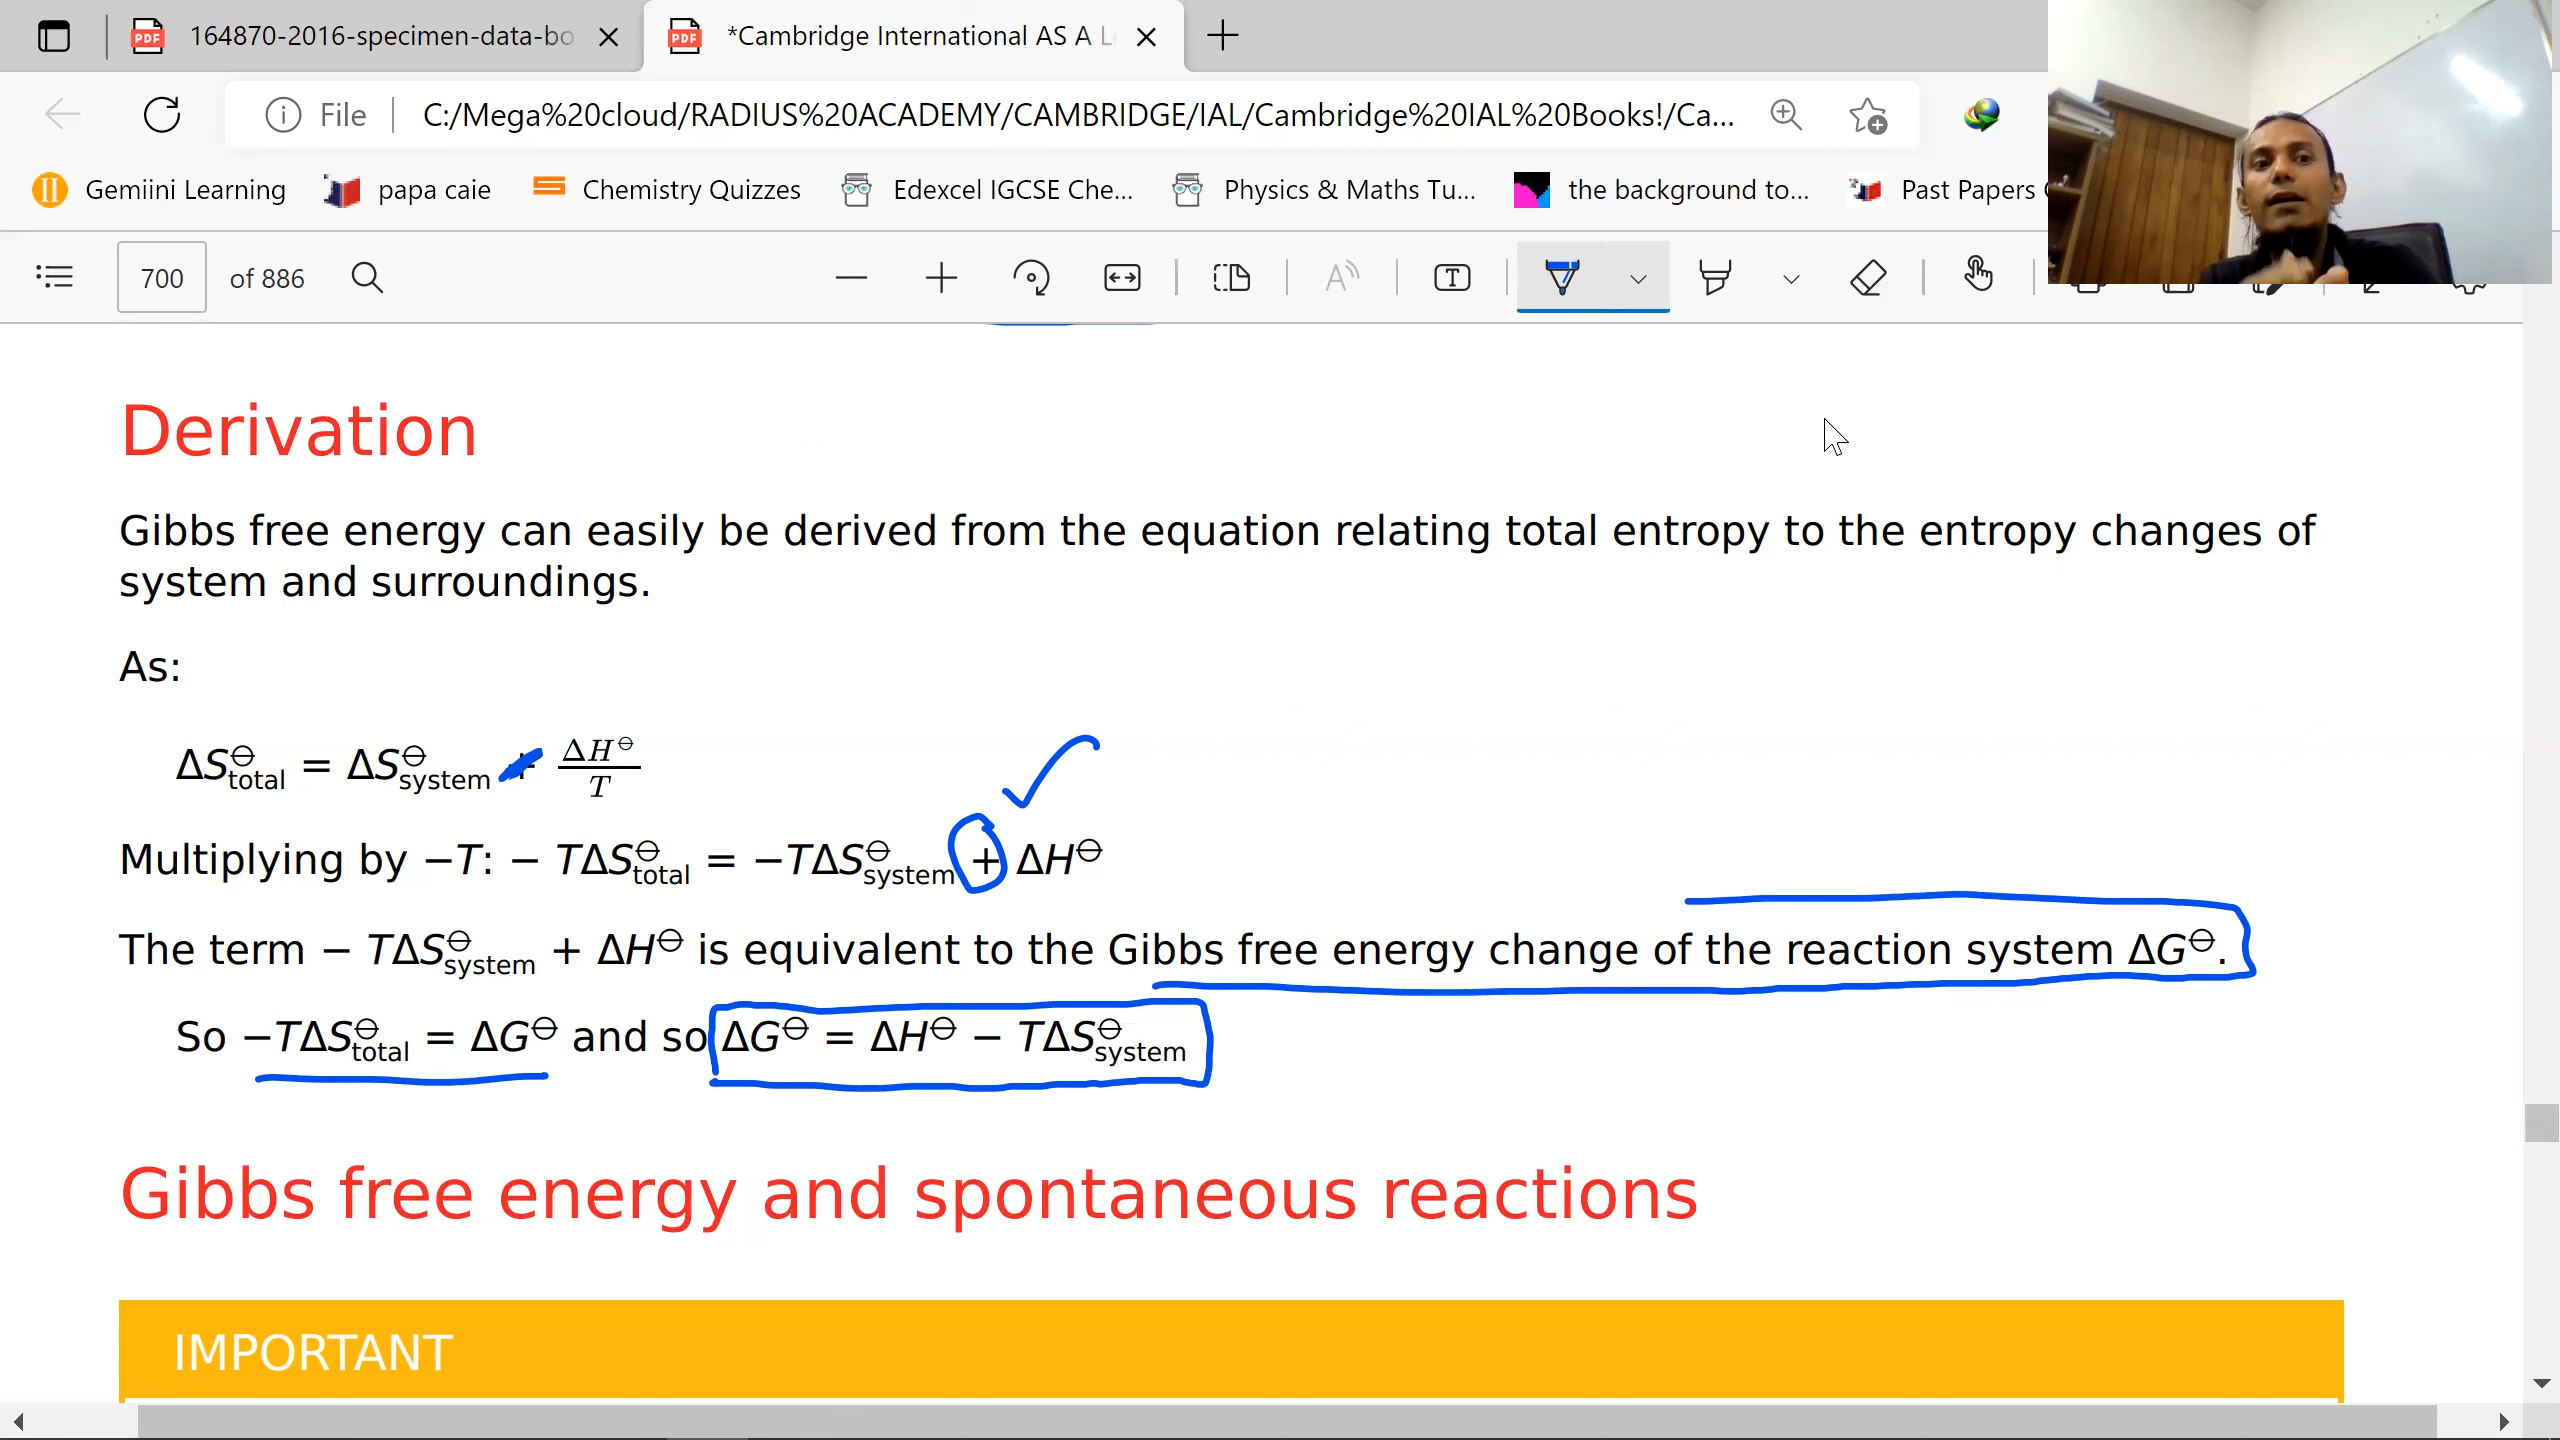 164870-2016-specimen-data-bo
*Cambridge International AS A L
File
C:/Mega%20cloud/RADIUS%20ACADEMY/CAMBRIDGE/IAL/Cambridge%20IAL%20Books!/Ca...
Gemiini Learning
papa caie
Chemistry Quizzes
Edexcel IGCSE Che...
Physics & Maths Tu...
the background to...
Past Papers
700 of 886
Derivation
Gibbs free energy can easily be derived from the equation relating total entropy to the entropy changes of
system and surroundings.
As:
ΔS⦵total = ΔS⦵system + ΔH⦵/T
Multiplying by −T: − TΔS⦵total = −TΔS⦵system + ΔH⦵
The term − TΔS⦵system + ΔH⦵ is equivalent to the Gibbs free energy change of the reaction system ΔG⦵.
So −TΔS⦵total = ΔG⦵ and so ΔG⦵ = ΔH⦵ − TΔS⦵system
Gibbs free energy and spontaneous reactions
IMPORTANT